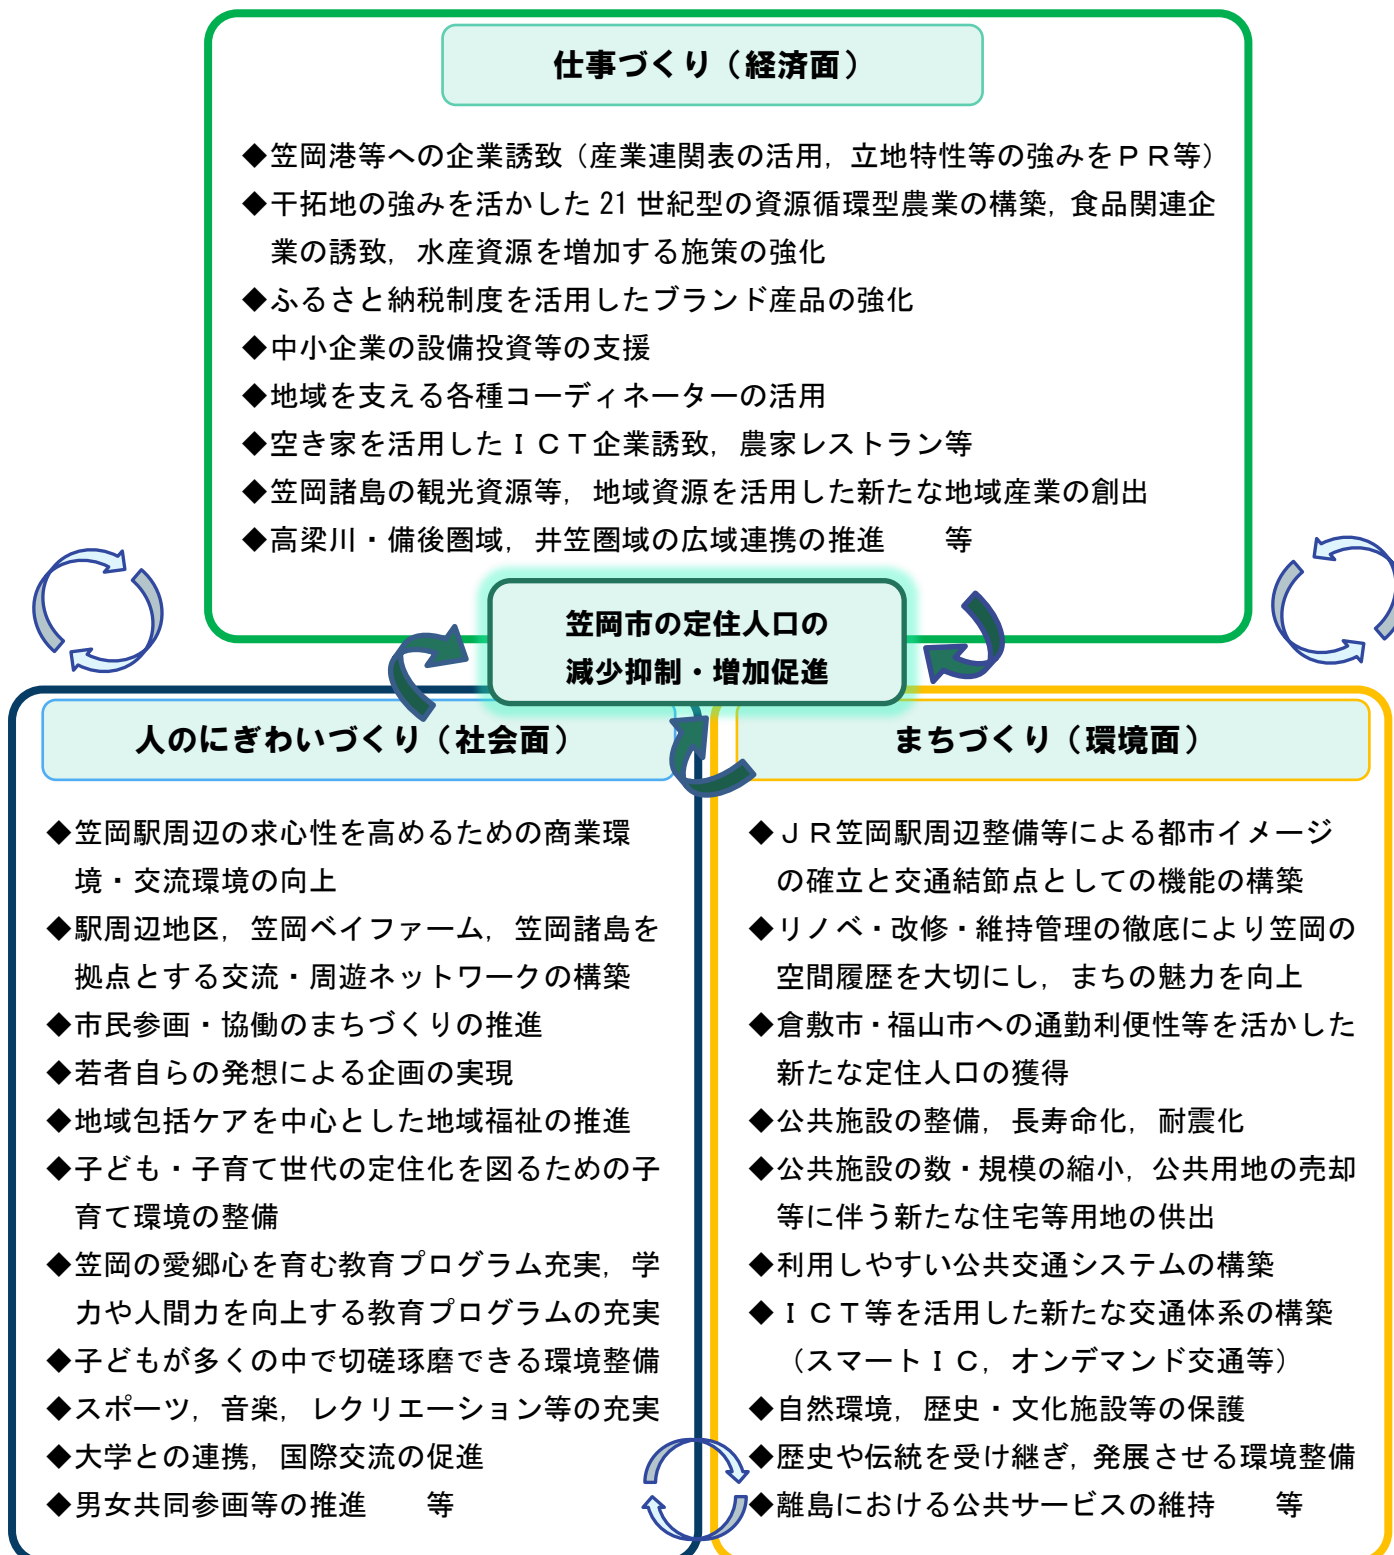 仕事づくり（経済面）
◆笠岡港等への企業誘致（産業連関表の活用，立地特性等の強みをＰＲ等）
◆干拓地の強みを活かした 21 世紀型の資源循環型農業の構築，食品関連企
業の誘致，水産資源を増加する施策の強化
◆ふるさと納税制度を活用したブランド産品の強化
◆中小企業の設備投資等の支援
◆地域を支える各種コーディネーターの活用
◆空き家を活用したＩＣＴ企業誘致，農家レストラン等
◆笠岡諸島の観光資源等，地域資源を活用した新たな地域産業の創出
◆高梁川・備後圏域，井笠圏域の広域連携の推進　　等
笠岡市の定住人口の
減少抑制・増加促進
人のにぎわいづくり（社会面）
◆笠岡駅周辺の求心性を高めるための商業環
境・交流環境の向上
◆駅周辺地区，笠岡ベイファーム，笠岡諸島を
拠点とする交流・周遊ネットワークの構築
◆市民参画・協働のまちづくりの推進
◆若者自らの発想による企画の実現
◆地域包括ケアを中心とした地域福祉の推進
◆子ども・子育て世代の定住化を図るための子
育て環境の整備
◆笠岡の愛郷心を育む教育プログラム充実，学
力や人間力を向上する教育プログラムの充実
◆子どもが多くの中で切磋琢磨できる環境整備
◆スポーツ，音楽，レクリエーション等の充実
◆大学との連携，国際交流の促進
◆男女共同参画等の推進　　等
まちづくり（環境面）
◆ＪＲ笠岡駅周辺整備等による都市イメージ
の確立と交通結節点としての機能の構築
◆リノベ・改修・維持管理の徹底により笠岡の
空間履歴を大切にし，まちの魅力を向上
◆倉敷市・福山市への通勤利便性等を活かした
新たな定住人口の獲得
◆公共施設の整備，長寿命化，耐震化
◆公共施設の数・規模の縮小，公共用地の売却
等に伴う新たな住宅等用地の供出
◆利用しやすい公共交通システムの構築
◆ＩＣＴ等を活用した新たな交通体系の構築
（スマートＩＣ，オンデマンド交通等）
◆自然環境，歴史・文化施設等の保護
◆歴史や伝統を受け継ぎ，発展させる環境整備
◆離島における公共サービスの維持　　等